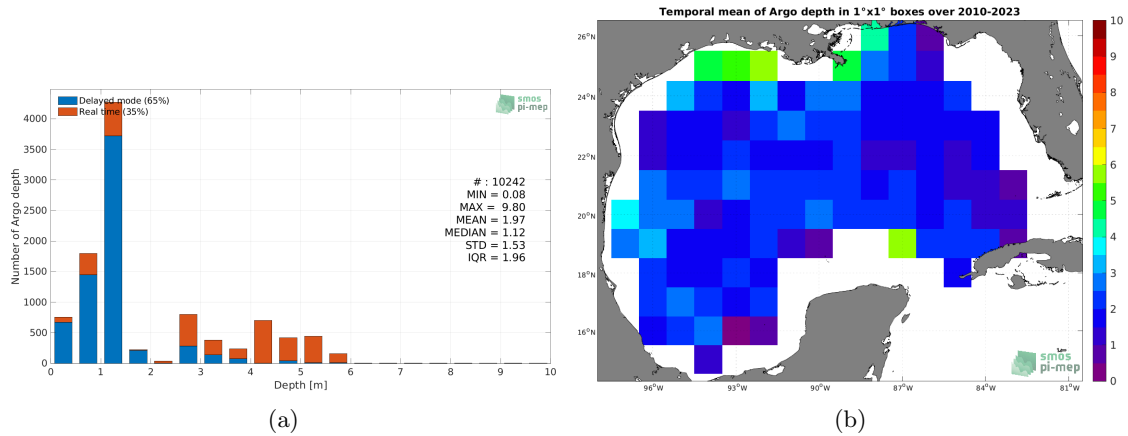 Delayed mode (65%)
Real time (35%)
smos
pi-mep
Number of Argo depth
4000
3500
3000
2500
2000
1500
1000
500
0
# : 10242
MIN = 0.08
MAX = 9.80
MEAN = 1.97
MEDIAN = 1.12
STD = 1.53
IQR = 1.96
0 1 2 3 4 5 6 7 8 9 10
Depth [m]
(a)
Temporal mean of Argo depth in 1°x1° boxes over 2010-2023
26°N
24°N
22°N
20°N
18°N
16°N
96°W 93°W 90°W 87°W 84°W 81°W
smos
pi-mep
10
9
8
7
6
5
4
3
2
1
0
(b)